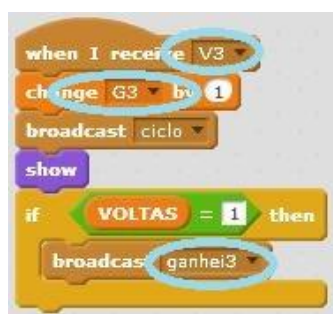 when I receive V3
change G3 by 1
broadcast ciclo
show
if VOLTAS = 1 then
broadcast ganhei3